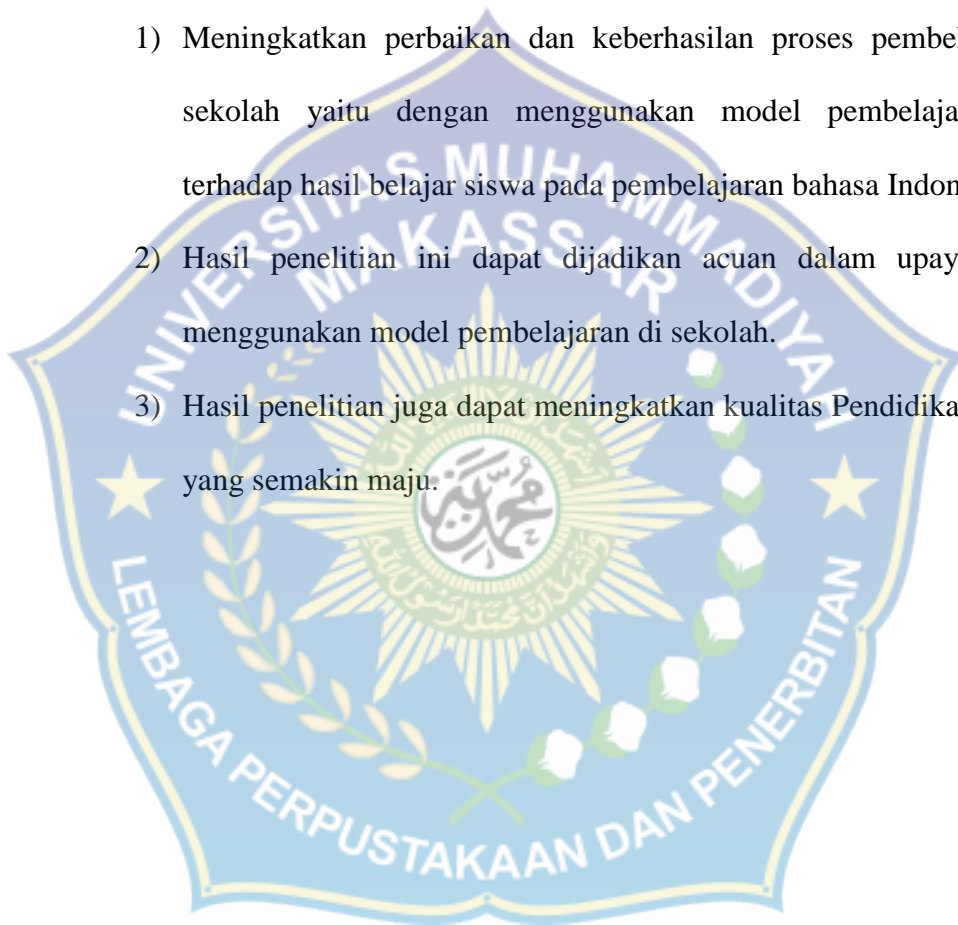 1) Meningkatkan perbaikan dan keberhasilan proses pembel
sekolah yaitu dengan menggunakan model pembelaja
terhadap hasil belajar siswa pada pembelajaran bahasa Indon
2) Hasil penelitian ini dapat dijadikan acuan dalam upay
menggunakan model pembelajaran di sekolah.
3) Hasil penelitian juga dapat meningkatkan kualitas Pendidika
yang semakin maju.
UNIVERSITAS MUHAMMADIYAH
MAKASSAR
LEMBAGA PERPUSTAKAAN DAN PENERBITAN